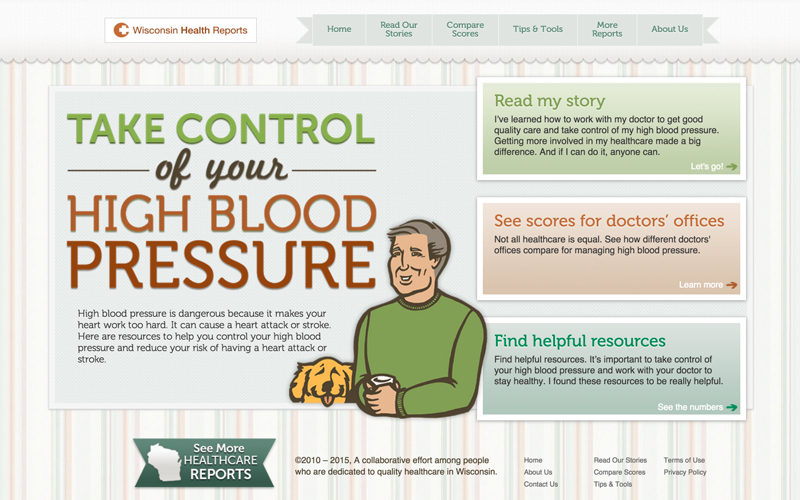 Wisconsin Health Reports
Home
Read Our
Stories
Compare
Scores
Tips & Tools
More
Reports
About Us
TAKE CONTROL
of your
HIGH BLOOD
PRESSURE
High blood pressure is dangerous because it makes your
heart work too hard. It can cause a heart attack or stroke.
Here are resources to help you control your high blood
pressure and reduce your risk of having a heart attack or
stroke.
Read my story
I've learned how to work with my doctor to get good
quality care and take control of my high blood pressure.
Getting more involved in my healthcare made a big
difference. And if I can do it, anyone can.
Let's go!
See scores for doctors' offices
Not all healthcare is equal. See how different doctors'
offices compare for managing high blood pressure.
Learn more
Find helpful resources
Find helpful resources. It's important to take control of
your high blood pressure and work with your doctor to
stay healthy. I found these resources to be really helpful.
See the numbers
See More
HEALTHCARE
REPORTS
©2010 – 2015, A collaborative effort among people
who are dedicated to quality healthcare in Wisconsin.
Home
About Us
Contact Us
Read Our Stories
Compare Scores
Tips & Tools
Terms of Use
Privacy Policy